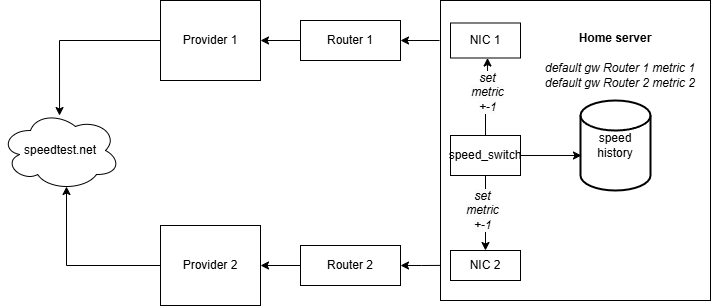 Provider 1
Router 1
NIC 1
Home server
default gw Router 1 metric 1
default gw Router 2 metric 2
set
metric
+-1
speedtest.net
speed_switch
speed
history
set
metric
+-1
Provider 2
Router 2
NIC 2